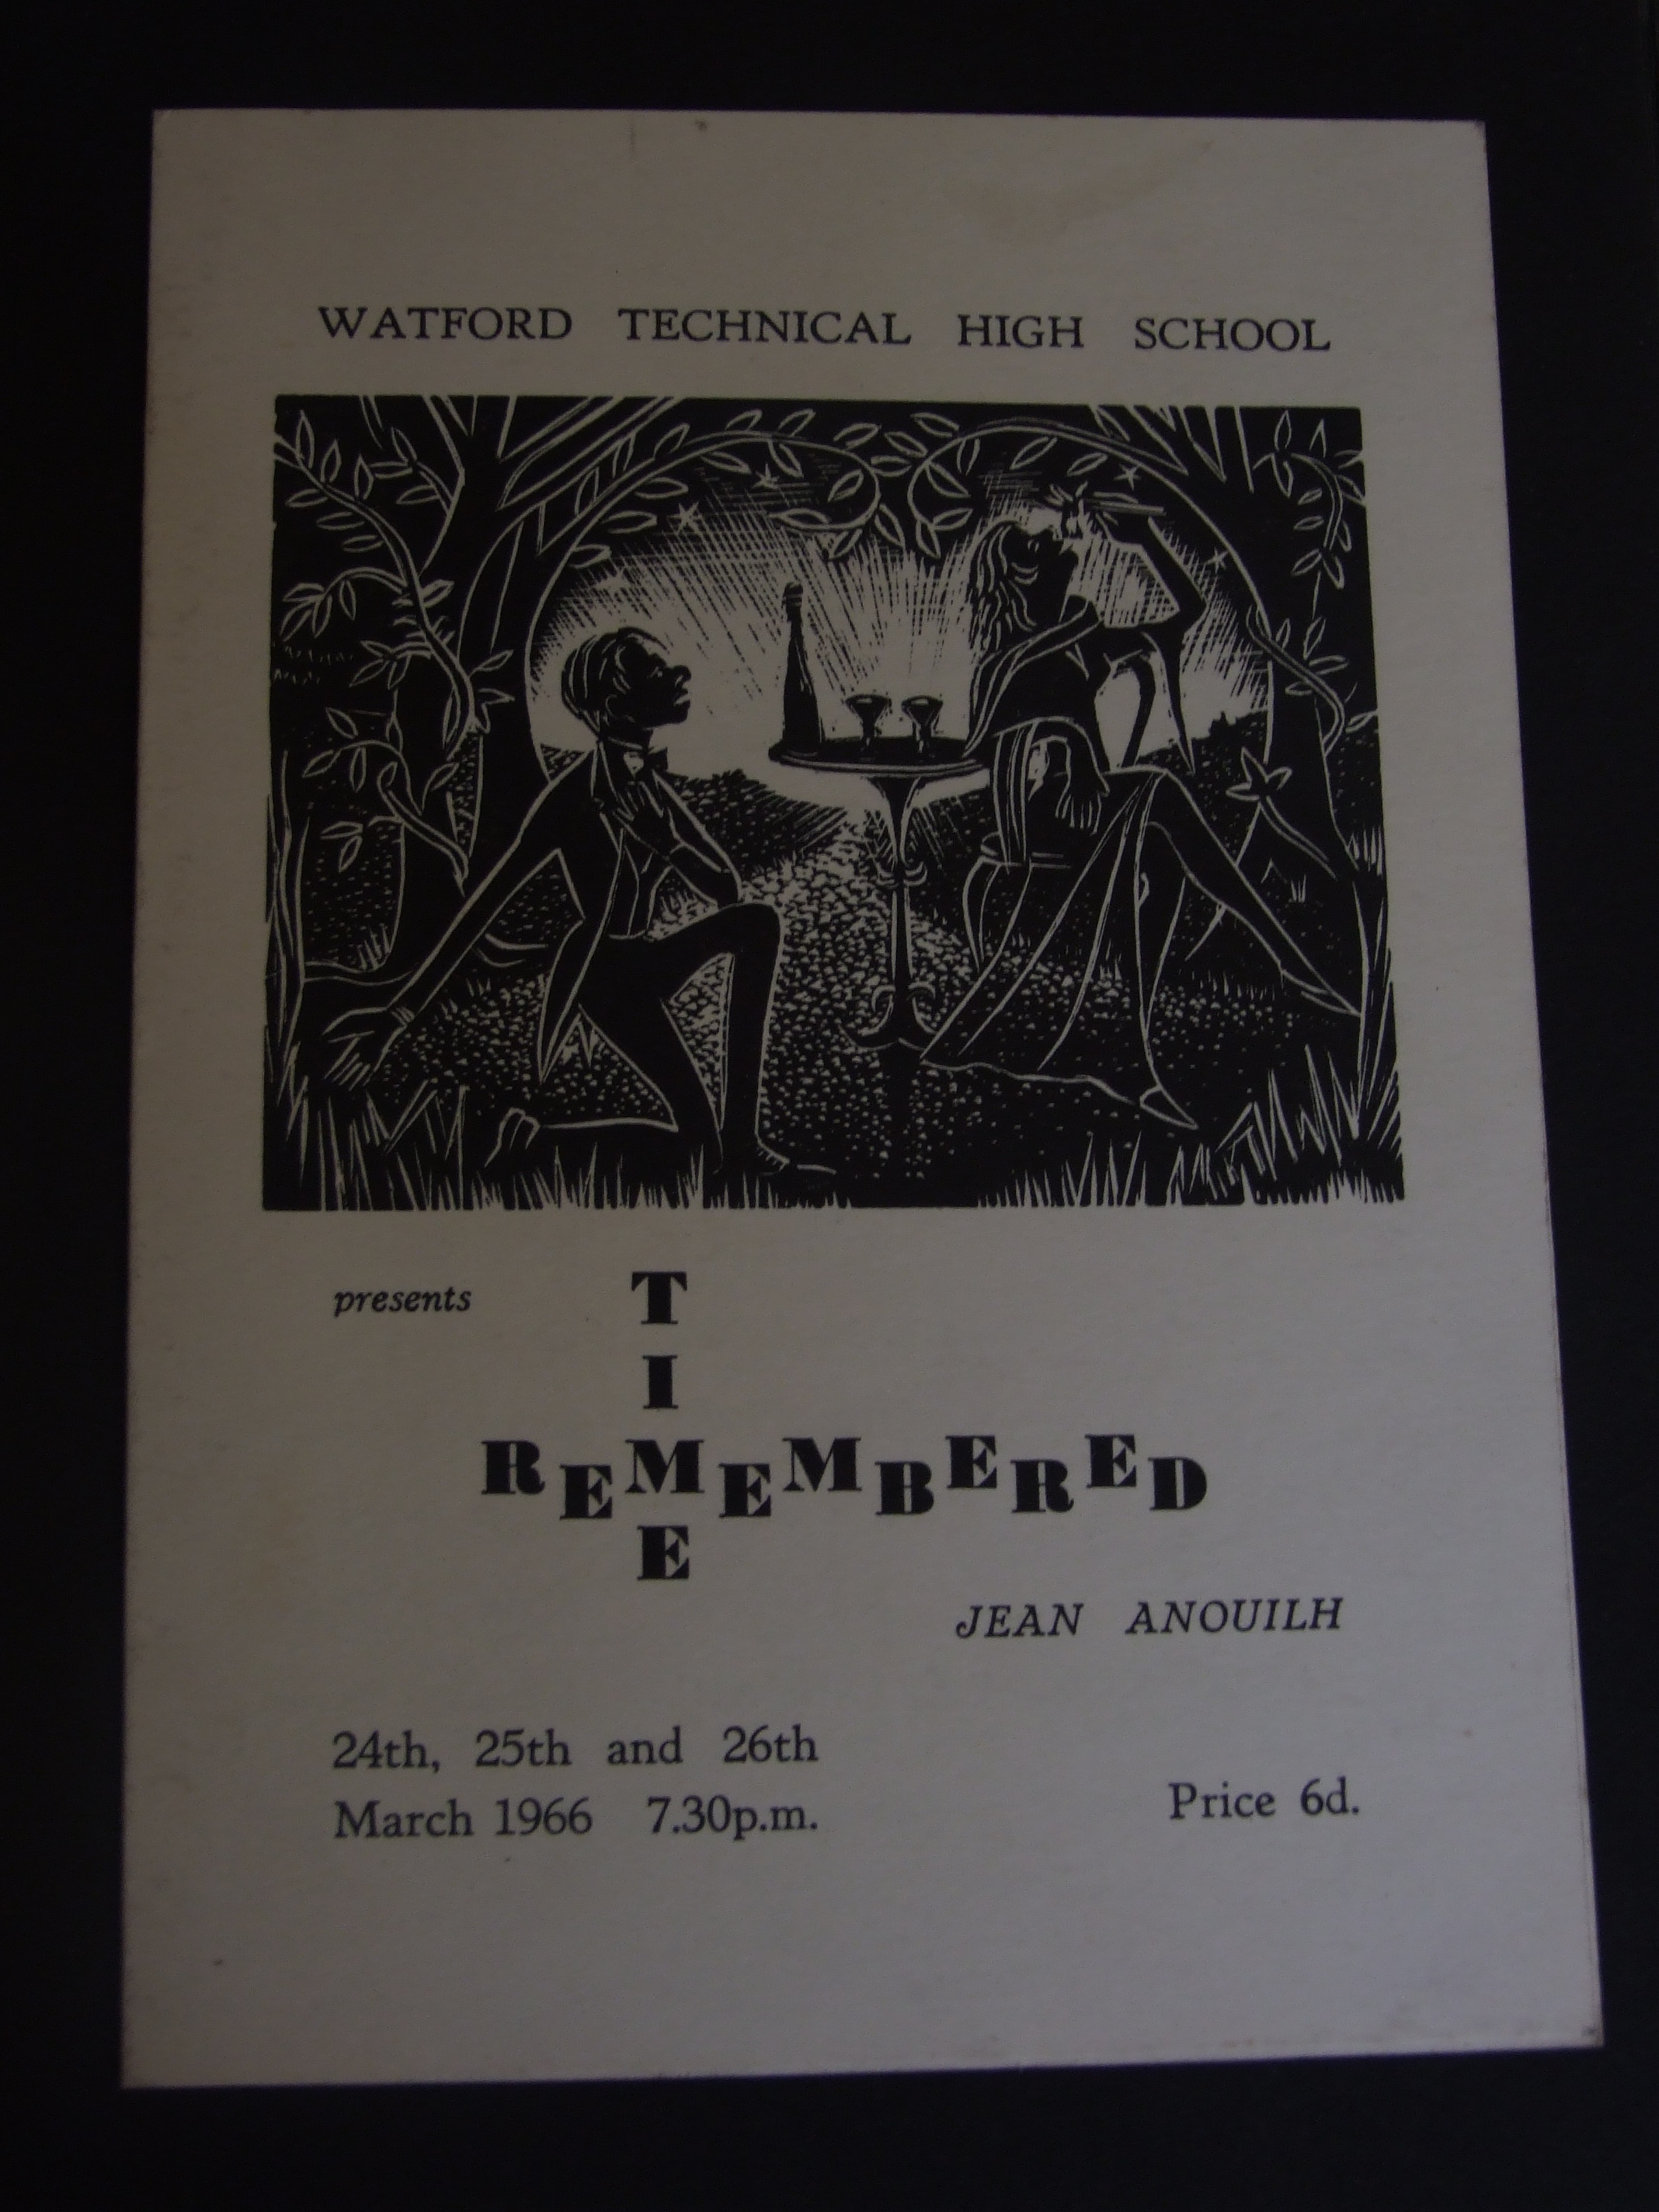 WATFORD TECHNICAL HIGH SCHOOL
presents
TIME
REMEMBERED
JEAN ANOUILH
24th, 25th and 26th
March 1966 7.30p.m.
Price 6d.